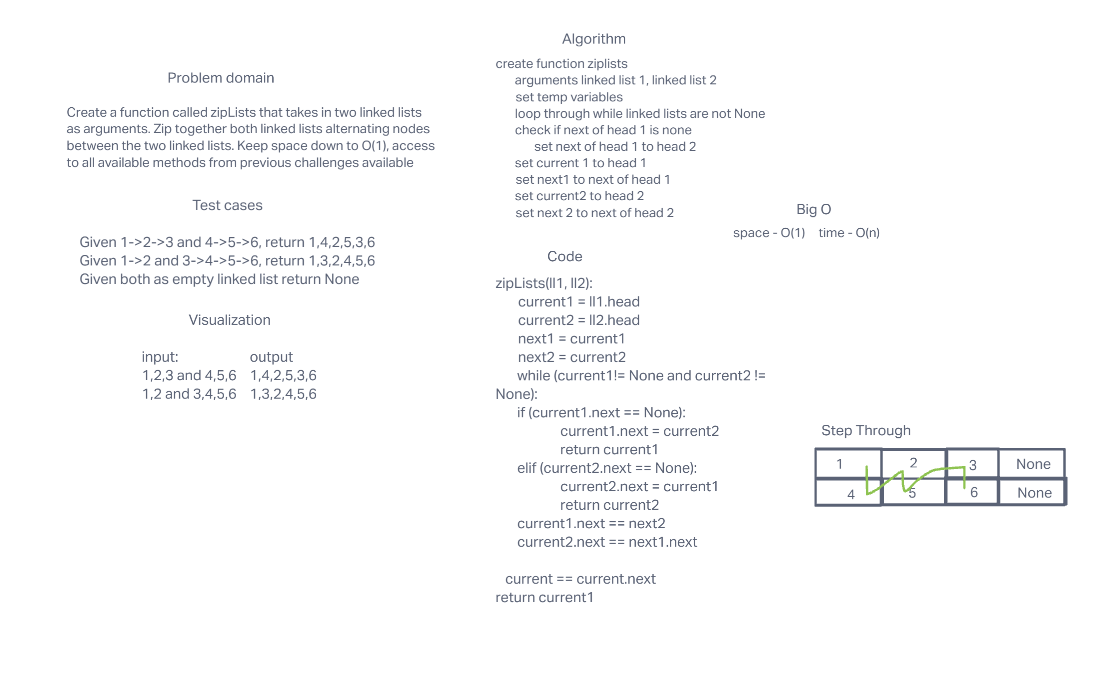 Problem domain
Create a function called zipLists that takes in two linked lists
as arguments. Zip together both linked lists alternating nodes
between the two linked lists. Keep space down to O(1), access
to all available methods from previous challenges available
Test cases
Given 1->2->3 and 4->5->6, return 1,4,2,5,3,6
Given 1->2 and 3->4->5->6, return 1,3,2,4,5,6
Given both as empty linked list return None
Visualization
input: output
1,2,3 and 4,5,6 1,4,2,5,3,6
1,2 and 3,4,5,6 1,3,2,4,5,6
Algorithm
create function ziplists
arguments linked list 1, linked list 2
set temp variables
loop through while linked lists are not None
check if next of head 1 is none
set next of head 1 to head 2
set current 1 to head 1
set next1 to next of head 1
set current2 to head 2
set next 2 to next of head 2
Big O
space - O(1) time - O(n)
Code
zipLists(ll1, ll2):
current1 = ll1.head
current2 = ll2.head
next1 = current1
next2 = current2
while (current1!= None and current2 !=
None):
if (current1.next == None):
current1.next = current2
return current1
elif (current2.next == None):
current2.next = current1
return current2
current1.next == next2
current2.next == next1.next
current == current.next
return current1
Step Through
1 2 3 None
4 5 6 None